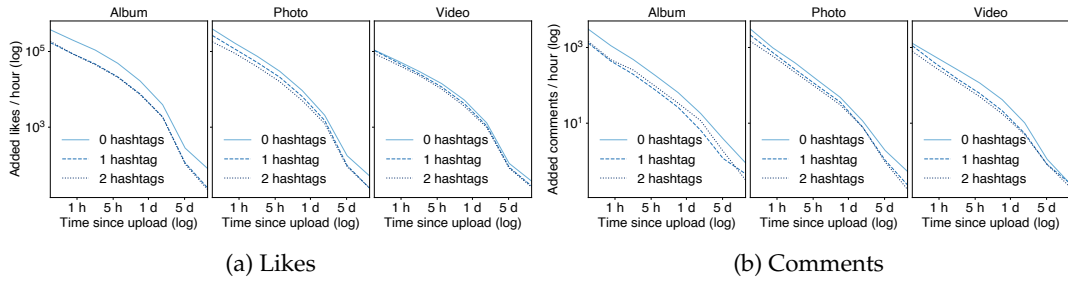 Album Photo Video
Added likes / hour (log)
10^5
10^3
0 hashtags
1 hashtag
2 hashtags
0 hashtags
1 hashtag
2 hashtags
0 hashtags
1 hashtag
2 hashtags
1 h 5 h 1 d 5 d
1 h 5 h 1 d 5 d
1 h 5 h 1 d 5 d
Time since upload (log)
Time since upload (log)
Time since upload (log)
(a) Likes
Album Photo Video
Added comments / hour (log)
10^3
10^1
0 hashtags
1 hashtag
2 hashtags
0 hashtags
1 hashtag
2 hashtags
0 hashtags
1 hashtag
2 hashtags
1 h 5 h 1 d 5 d
1 h 5 h 1 d 5 d
1 h 5 h 1 d 5 d
Time since upload (log)
Time since upload (log)
Time since upload (log)
(b) Comments